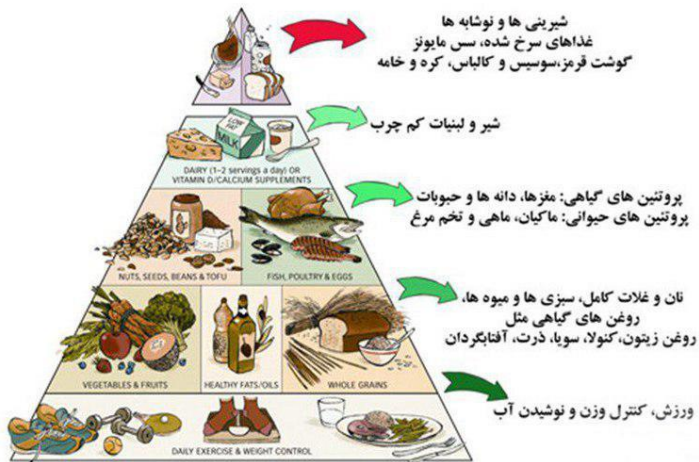 شیرینی ها و نوشابه ها
غذاهای سرخ شده، سس مایونز
گوشت قرمز،سوسیس و کالباس، کره و خامه
شیر و لبنیات کم چرب
LOW FAT
MILK
DAIRY (1–2 servings a day) OR
VITAMIN D/CALCIUM SUPPLEMENTS
پروتئین های گیاهی: مغزها، دانه ها و حبوبات
پروتئین های حیوانی: ماکیان، ماهی و تخم مرغ
NUTS, SEEDS, BEANS & TOFU
FISH, POULTRY & EGGS
نان و غلات کامل، سبزی ها و میوه ها،
روغن های گیاهی مثل
روغن زیتون،کنولا، سویا، ذرت، آفتابگردان
VEGETABLES & FRUITS
HEALTHY FATS/OILS
WHOLE GRAINS
ورزش، کنترل وزن و نوشیدن آب
DAILY EXERCISE & WEIGHT CONTROL